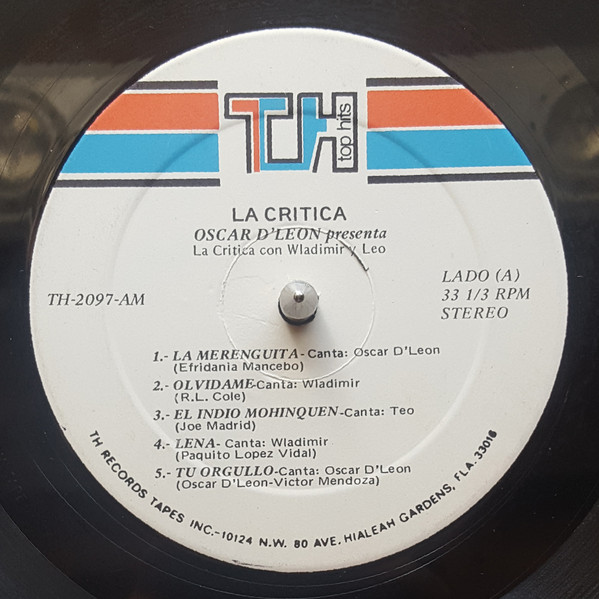 TH top hits
LA CRITICA
OSCAR D'LEON presenta
La Critica con Wladimir y Leo
TH-2097-AM
LADO (A)
33 1/3 RPM
STEREO
1.- LA MERENGUITA-Canta: Oscar D'Leon
(Efridania Mancebo)
2.- OLVIDAME-Canta: Wladimir
(R.L. Cole)
3.- EL INDIO MOHINQUEN-Canta: Teo
(Joe Madrid)
4.- LENA- Canta: Wladimir
(Paquito Lopez Vidal)
5.- TU ORGULLO-Canta: Oscar D'Leon
(Oscar D'Leon-Victor Mendoza)
TH RECORDS TAPES INC.-10124 N.W. 80 AVE. HIALEAH GARDENS, FLA. 33016